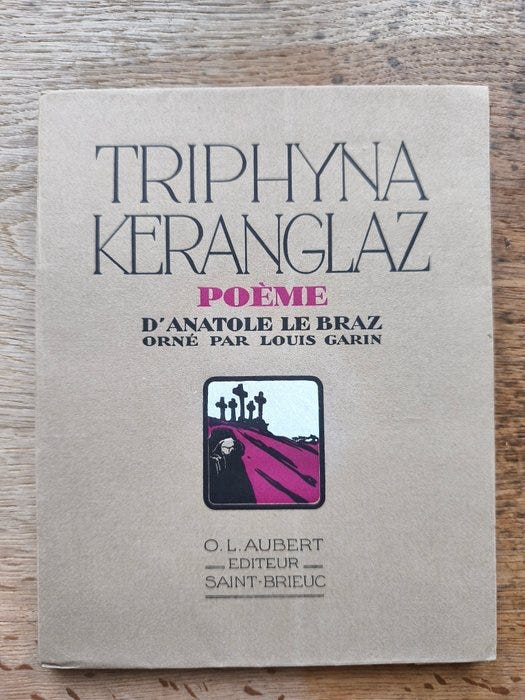 TRIPHYNA
KERANGLAZ
POÈME
D'ANATOLE LE BRAZ
ORNÉ PAR LOUIS GARIN
O.L.AUBERT
EDITEUR
SAINT-BRIEUC